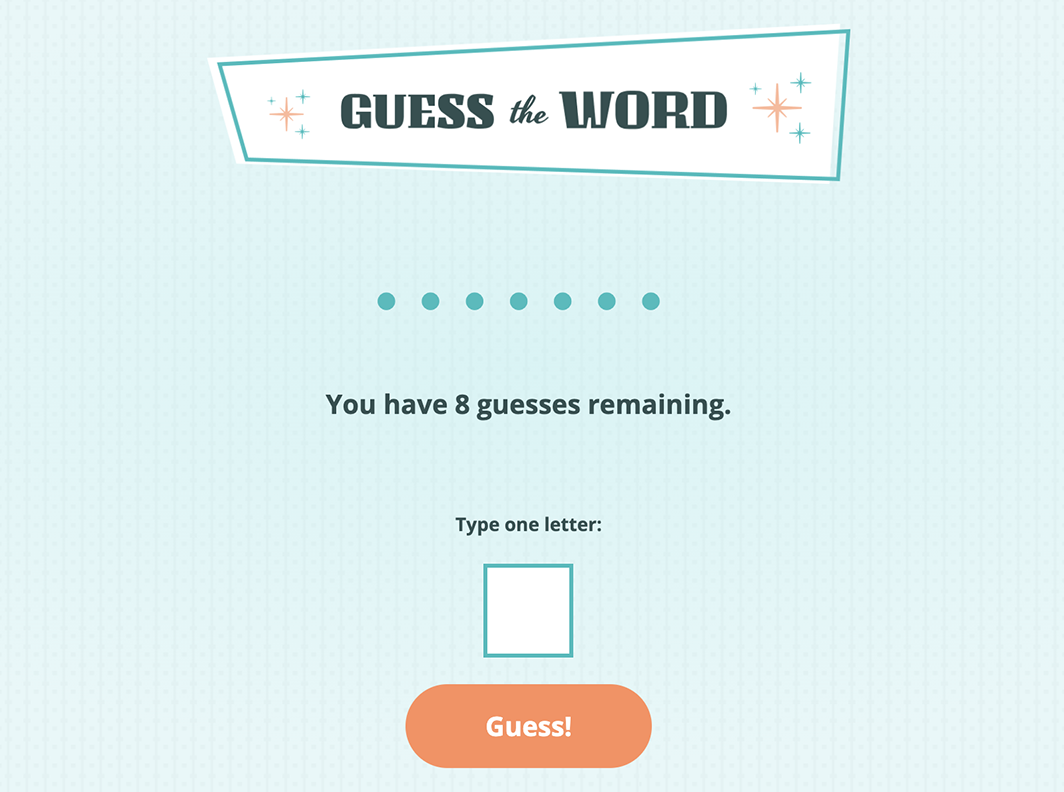 GUESS the WORD
● ● ● ● ● ● ●
You have 8 guesses remaining.
Type one letter:
Guess!